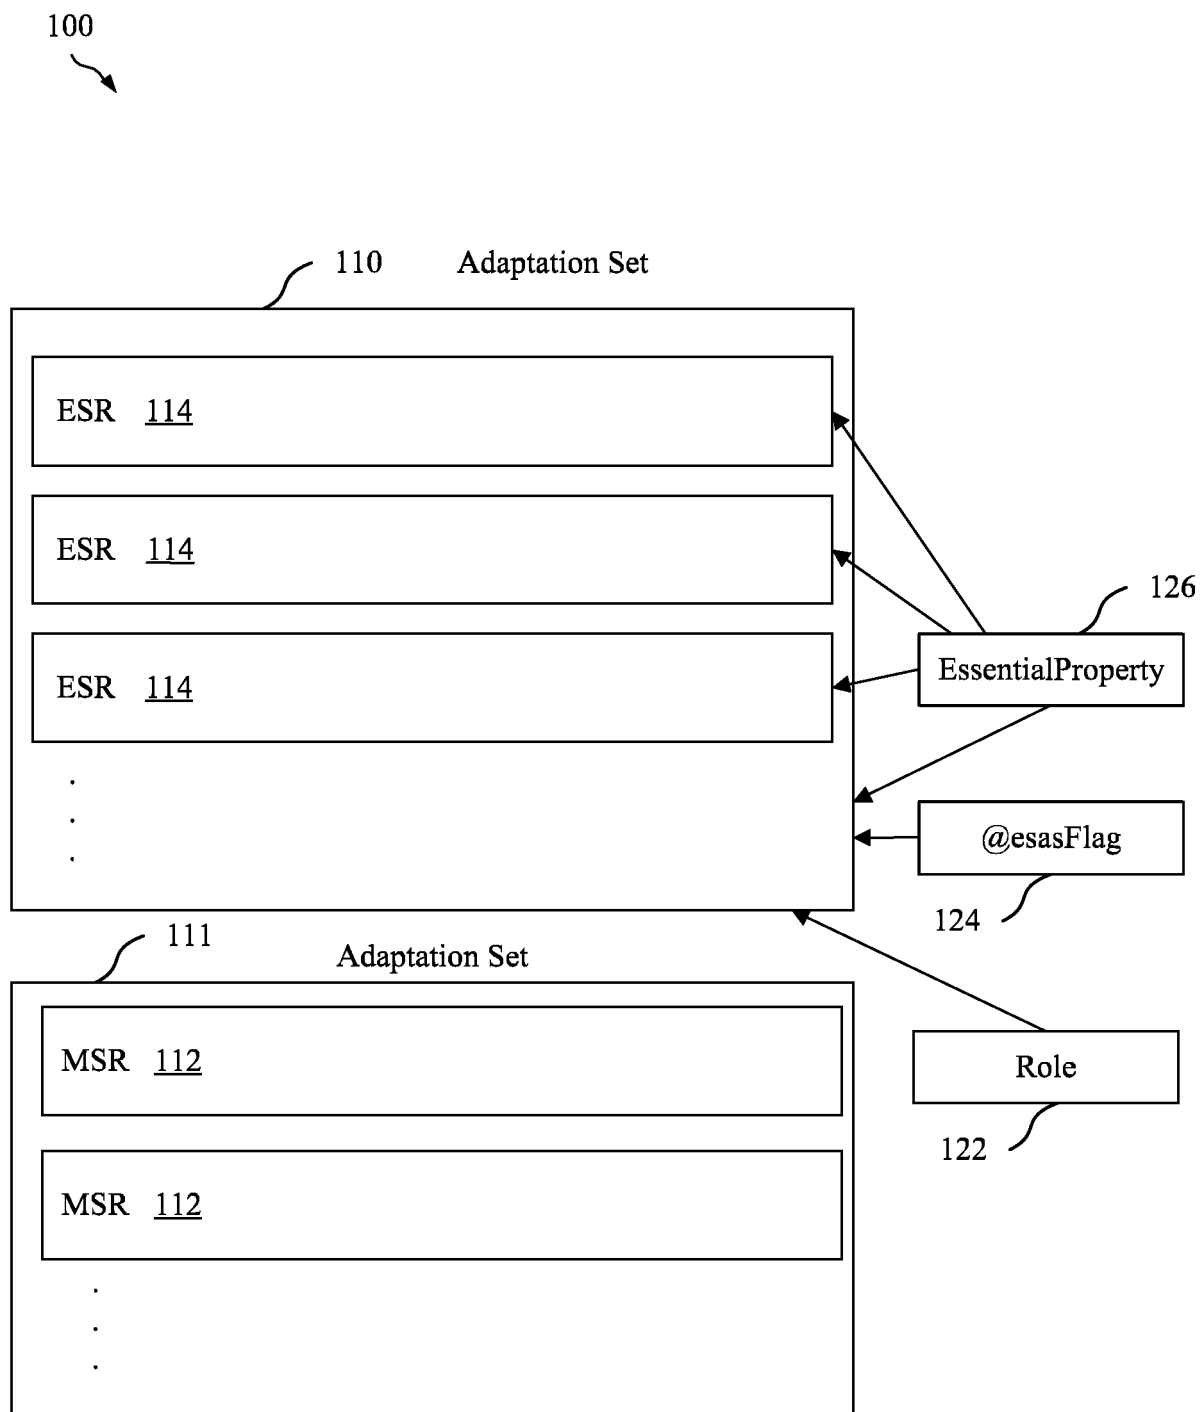 100
110 Adaptation Set
ESR 114
ESR 114
126
ESR 114
EssentialProperty
@esasFlag
124
111
Adaptation Set
MSR 112
Role
122
MSR 112